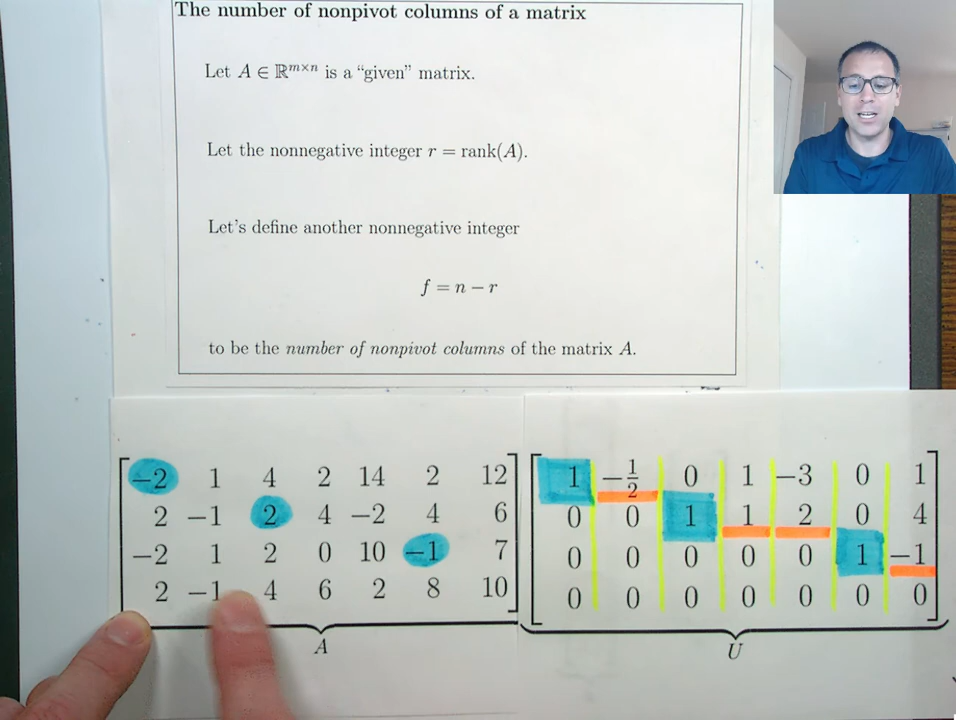 The number of nonpivot columns of a matrix
Let A ∈ ℝ^{m×n} is a “given” matrix.
Let the nonnegative integer r = rank(A).
Let's define another nonnegative integer
f = n − r
to be the number of nonpivot columns of the matrix A.
−2 1 4 2 14 2 12
2 −1 2 4 −2 4 6
−2 1 2 0 10 −1 7
2 −1 4 6 2 8 10
A
1 −1/2 0 1 −3 0 1
0 0 1 1 2 0 4
0 0 0 0 0 1 −1
0 0 0 0 0 0 0
U